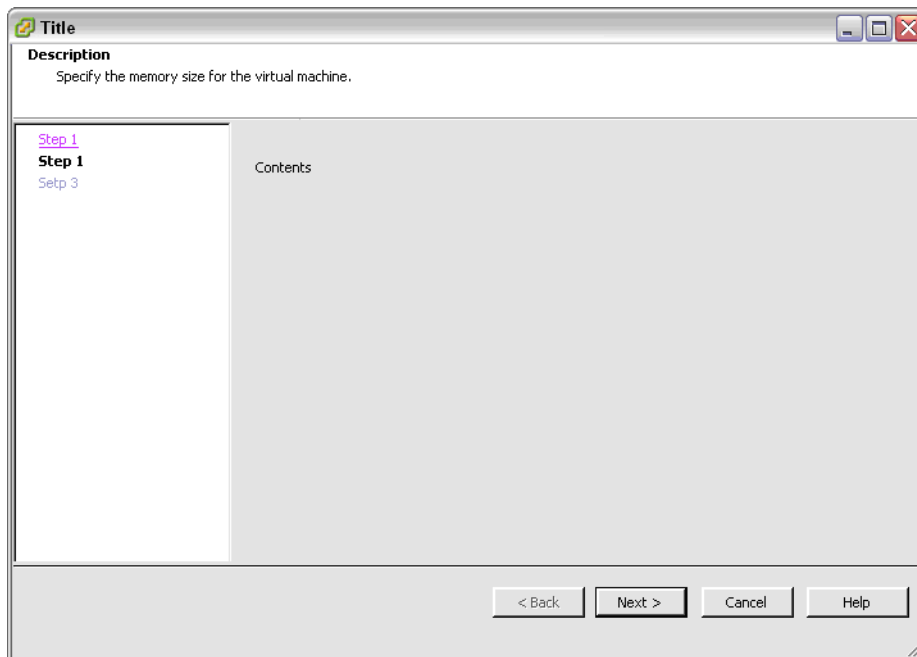 Title
Description
Specify the memory size for the virtual machine.
Step 1
Step 1
Setp 3
Contents
< Back
Next >
Cancel
Help